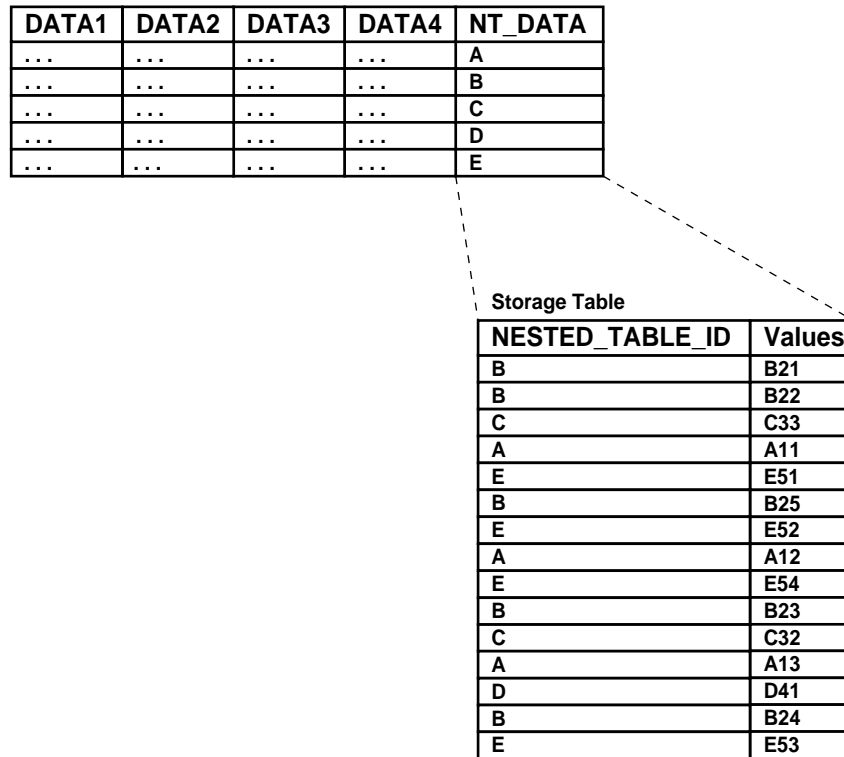 DATA1 DATA2 DATA3 DATA4 NT_DATA
... ... ... ... A
... ... ... ... B
... ... ... ... C
... ... ... ... D
... ... ... ... E
Storage Table
NESTED_TABLE_ID Values
B B21
B B22
C C33
A A11
E E51
B B25
E E52
A A12
E E54
B B23
C C32
A A13
D D41
B B24
E E53